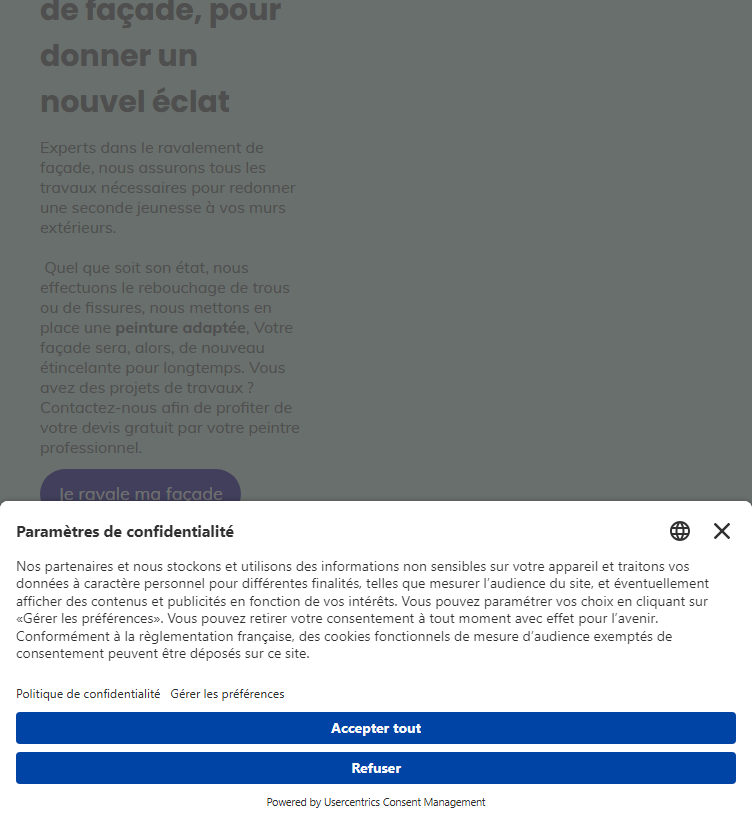 de façade, pour
donner un
nouvel éclat
Experts dans le ravalement de
façade, nous assurons tous les
travaux nécessaires pour redonner
une seconde jeunesse à vos murs
extérieurs.
Quel que soit son état, nous
effectuons le rebouchage de trous
ou de fissures, nous mettons en
place une peinture adaptée, Votre
façade sera, alors, de nouveau
étincelante pour longtemps. Vous
avez des projets de travaux ?
Contactez-nous afin de profiter de
votre devis gratuit par votre peintre
professionnel.
Je ravale ma façade
Paramètres de confidentialité
Nos partenaires et nous stockons et utilisons des informations non sensibles sur votre appareil et traitons vos
données à caractère personnel pour différentes finalités, telles que mesurer l’audience du site, et éventuellement
afficher des contenus et publicités en fonction de vos intérêts. Vous pouvez paramétrer vos choix en cliquant sur
«Gérer les préférences». Vous pouvez retirer votre consentement à tout moment avec effet pour l’avenir.
Conformément à la règlementation française, des cookies fonctionnels de mesure d’audience exemptés de
consentement peuvent être déposés sur ce site.
Politique de confidentialité Gérer les préférences
Accepter tout
Refuser
Powered by Usercentrics Consent Management